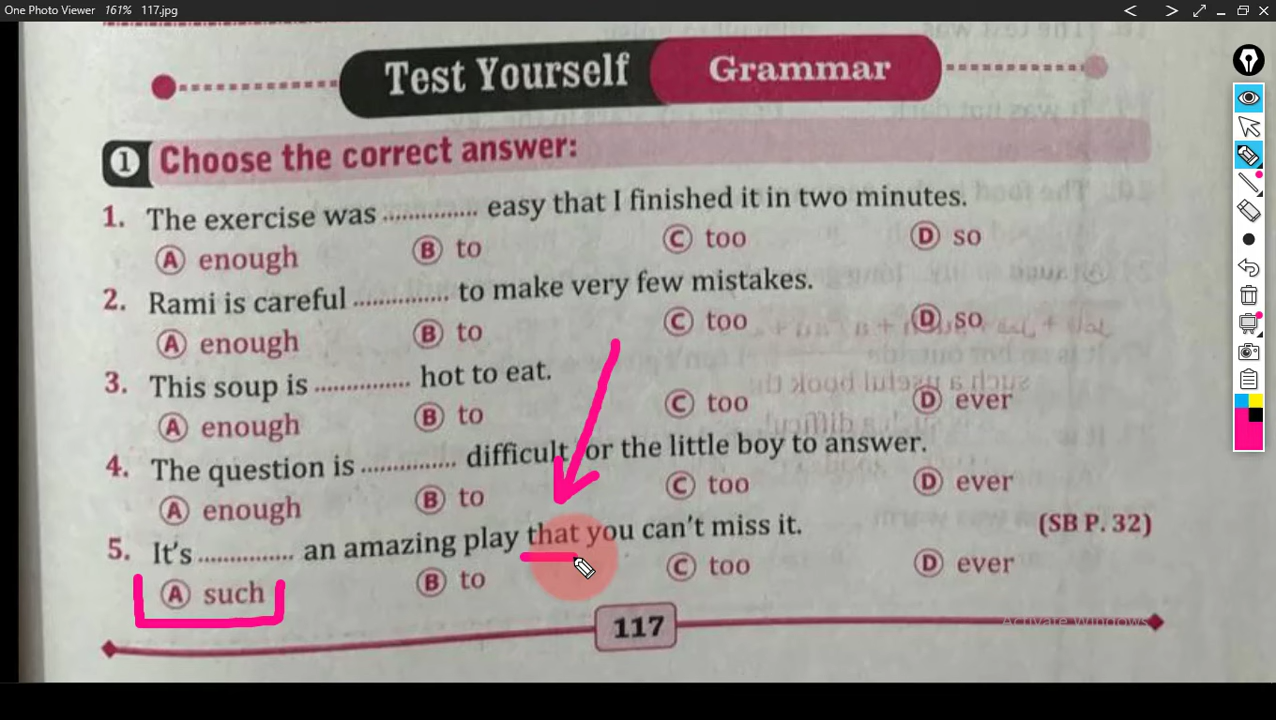 One Photo Viewer 161% 117.jpg
Test Yourself Grammar
1 Choose the correct answer:
1. The exercise was .............. easy that I finished it in two minutes.
A enough B to C too D so
2. Rami is careful .............. to make very few mistakes.
A enough B to C too D so
3. This soup is .............. hot to eat.
A enough B to C too D ever
4. The question is .............. difficult for the little boy to answer.
A enough B to C too D ever
5. It's .............. an amazing play that you can't miss it. (SB P. 32)
A such B to C too D ever
117
Activate Windows